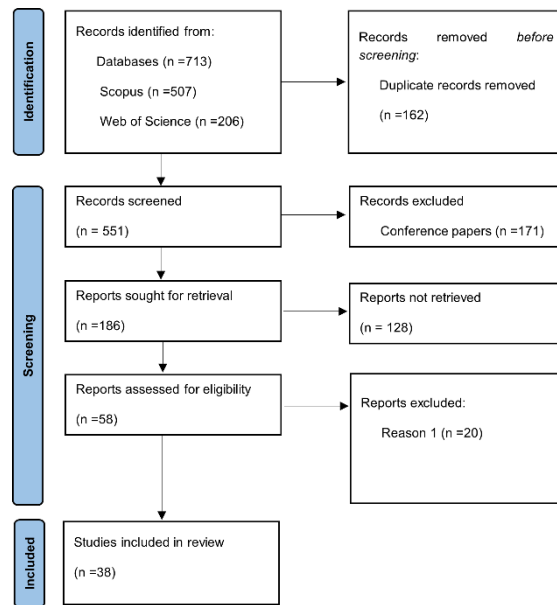 Identification
Records identified from:
Databases (n =713)
Scopus (n =507)
Web of Science (n =206)
Records removed before
screening:
Duplicate records removed
(n =162)
Screening
Records screened
(n = 551)
Records excluded
Conference papers (n =171)
Reports sought for retrieval
(n =186)
Reports not retrieved
(n = 128)
Reports assessed for eligibility
(n =58)
Reports excluded:
Reason 1 (n =20)
Included
Studies included in review
(n =38)